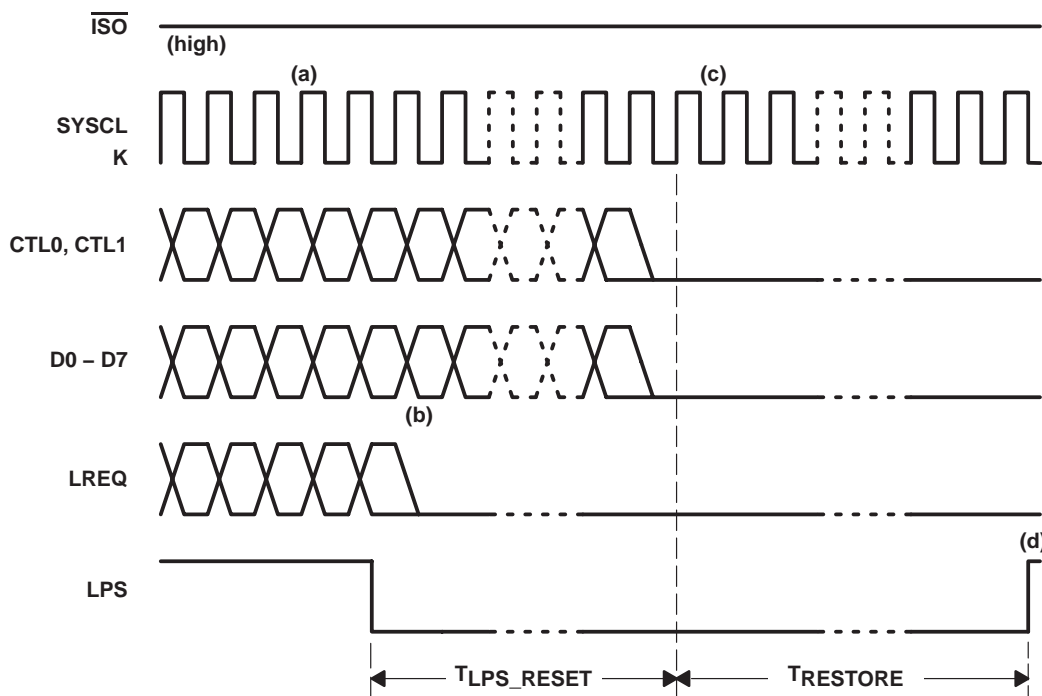 ISO
(high)
(a)
(c)
SYSCL
K
CTL0, CTL1
D0 – D7
(b)
LREQ
(d)
LPS
TLPS_RESET
TRESTORE